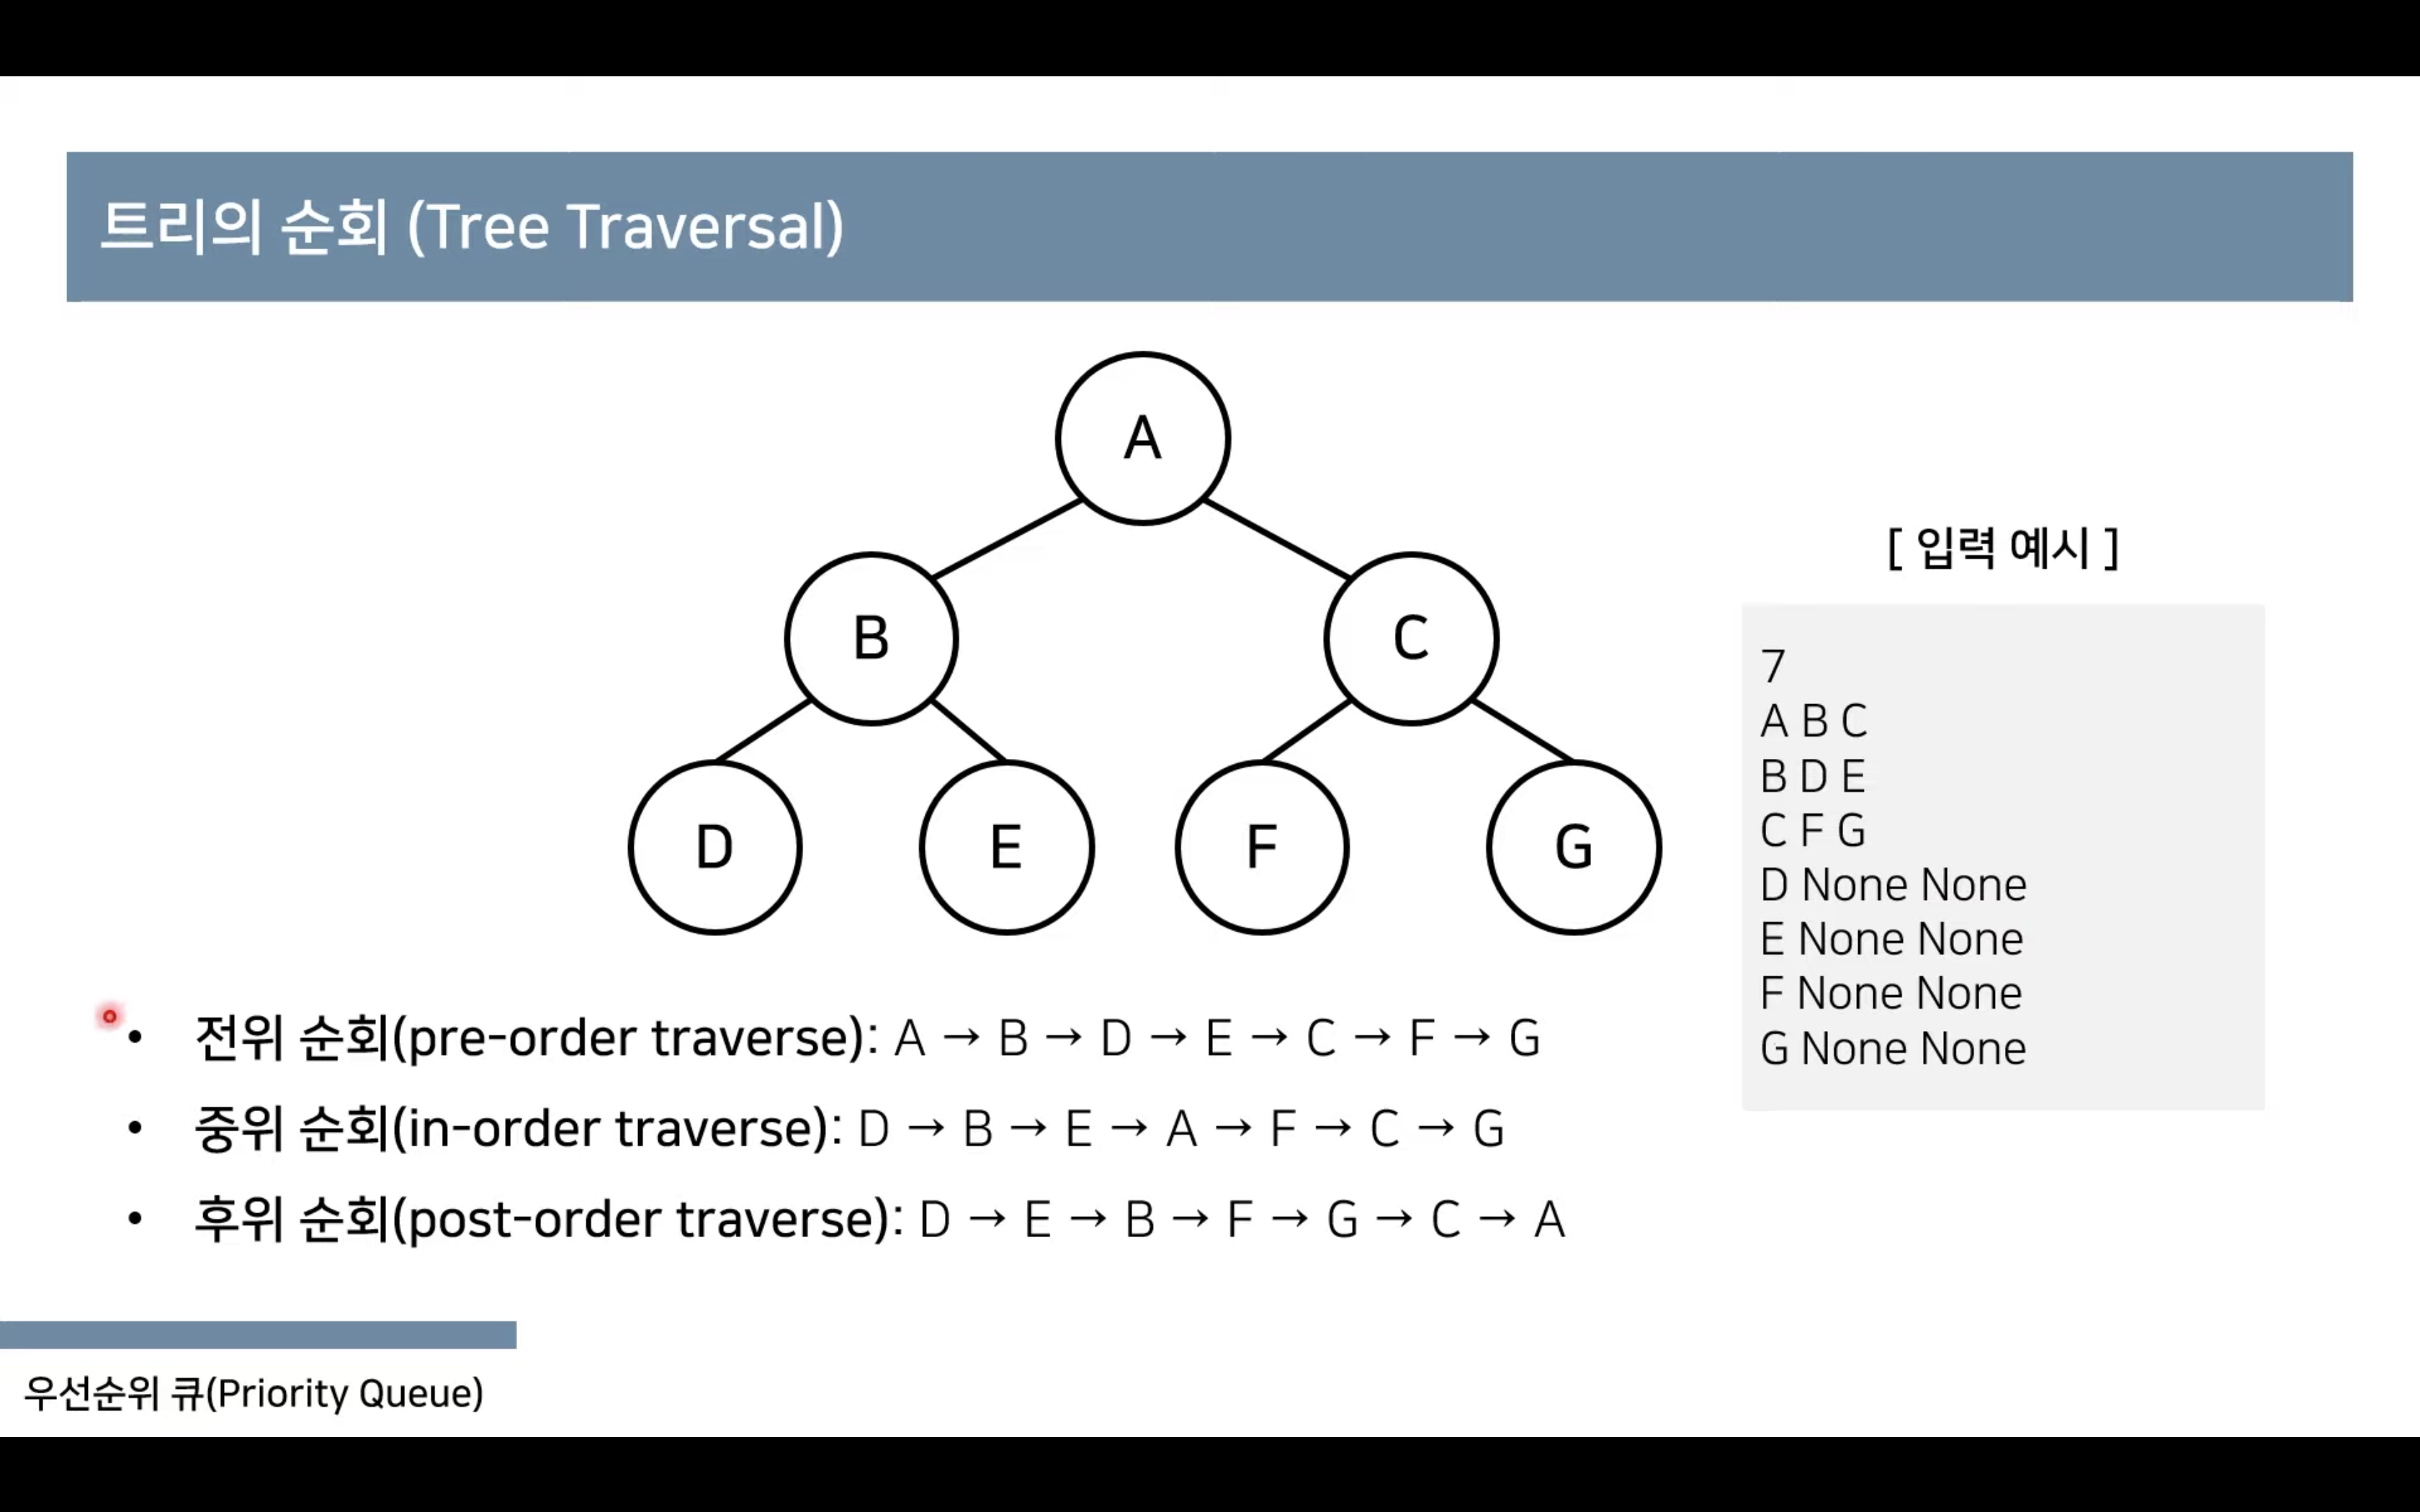 트리의 순회 (Tree Traversal)
A
B
C
D
E
F
G
[ 입력 예시 ]
7
A B C
B D E
C F G
D None None
E None None
F None None
G None None
• 전위 순회(pre-order traverse): A → B → D → E → C → F → G
• 중위 순회(in-order traverse): D → B → E → A → F → C → G
• 후위 순회(post-order traverse): D → E → B → F → G → C → A
우선순위 큐(Priority Queue)